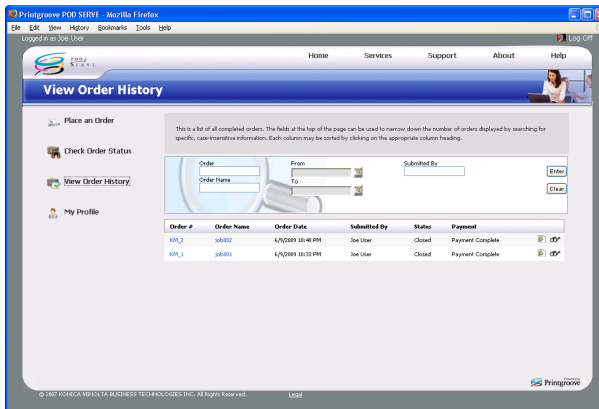 Printgroove POD SERVE - Mozilla Firefox
File Edit View History Bookmarks Tools Help
Logged in as Joe User Log Off
POD SERVE
Home Services Support About Help
View Order History
Place an Order
Check Order Status
View Order History
My Profile
This is a list of all completed orders. The fields at the top of the page can be used to narrow down the number of orders displayed by searching for
specific, case-insensitive information. Each column may be sorted by clicking on the appropriate column heading.
Order From Submitted By
Order Name To
Enter
Clear
Order # Order Name Order Date Submitted By Status Payment
KM_2 job002 6/9/2009 10:48 PM Joe User Closed Payment Complete
KM_1 job001 6/9/2009 10:33 PM Joe User Closed Payment Complete
Powered by
Printgroove
© 2007 KONICA MINOLTA BUSINESS TECHNOLOGIES INC. All Rights Reserved. Legal